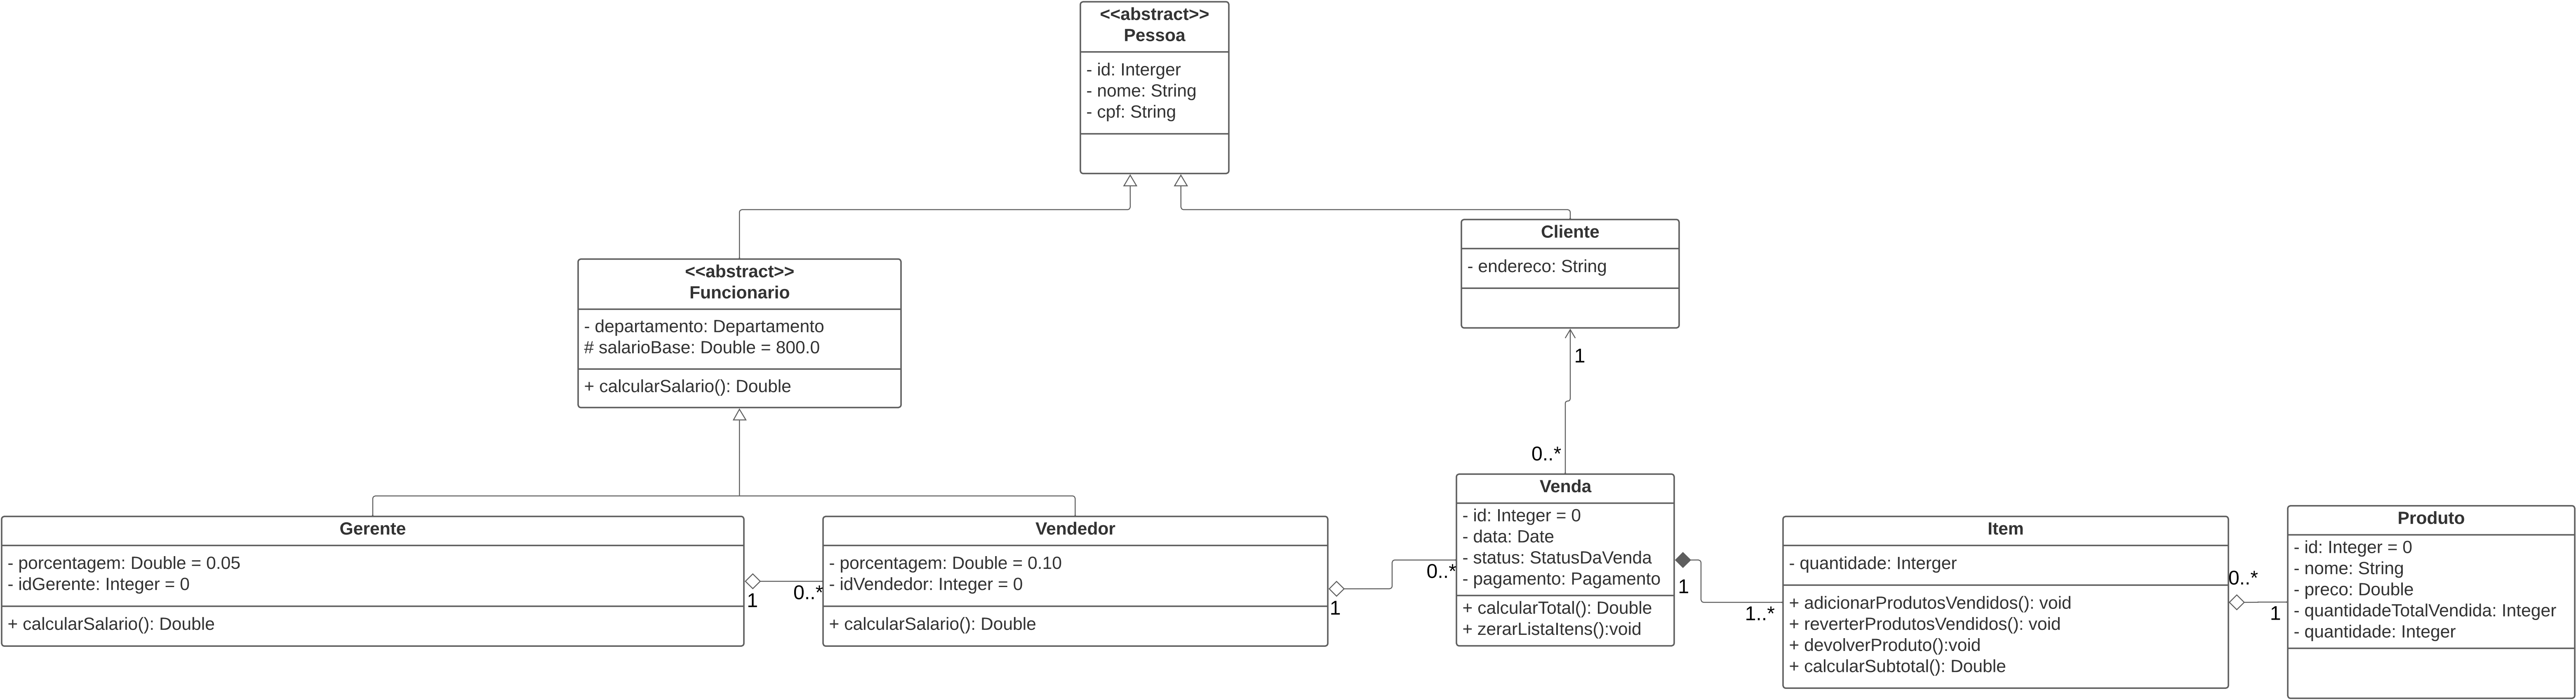 <<abstract>>
Pessoa
- id: Interger
- nome: String
- cpf: String
<<abstract>>
Funcionario
- departamento: Departamento
# salarioBase: Double = 800.0
+ calcularSalario(): Double
Cliente
- endereco: String
1
0..*
Gerente
- porcentagem: Double = 0.05
- idGerente: Integer = 0
+ calcularSalario(): Double
1
0..*
Vendedor
- porcentagem: Double = 0.10
- idVendedor: Integer = 0
+ calcularSalario(): Double
1
0..*
Venda
- id: Integer = 0
- data: Date
- status: StatusDaVenda
- pagamento: Pagamento
+ calcularTotal(): Double
+ zerarListaItens():void
1
1..*
Item
- quantidade: Interger
+ adicionarProdutosVendidos(): void
+ reverterProdutosVendidos(): void
+ devolverProduto():void
+ calcularSubtotal(): Double
0..*
1
Produto
- id: Integer = 0
- nome: String
- preco: Double
- quantidadeTotalVendida: Integer
- quantidade: Integer